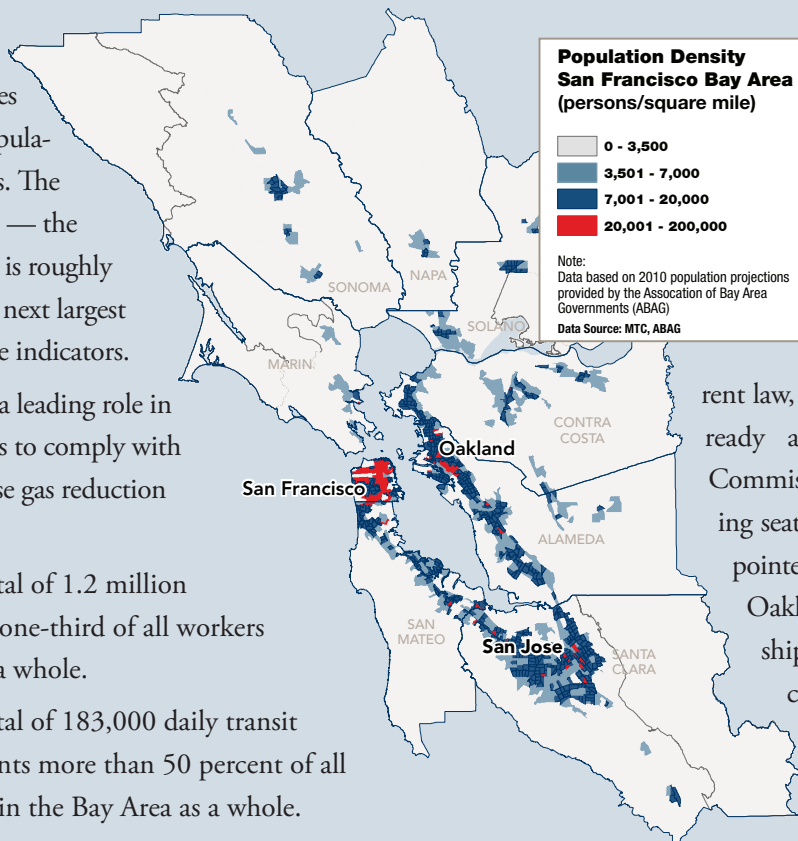 es
pula-
s. The
— the
is roughly
next largest
e indicators.
a leading role in
s to comply with
se gas reduction
tal of 1.2 million
one-third of all workers
a whole.
tal of 183,000 daily transit
nts more than 50 percent of all
in the Bay Area as a whole.
Population Density
San Francisco Bay Area
(persons/square mile)
0 - 3,500
3,501 - 7,000
7,001 - 20,000
20,001 - 200,000
Note:
Data based on 2010 population projections
provided by the Assocation of Bay Area
Governments (ABAG)
Data Source: MTC, ABAG
SONOMA
NAPA
SOLANO
MARIN
CONTRA
COSTA
Oakland
San Francisco
ALAMEDA
SAN
MATEO
San Jose
SANTA
CLARA
rent law,
ready a
Commis
ing seat
pointe
Oakl
ship
c